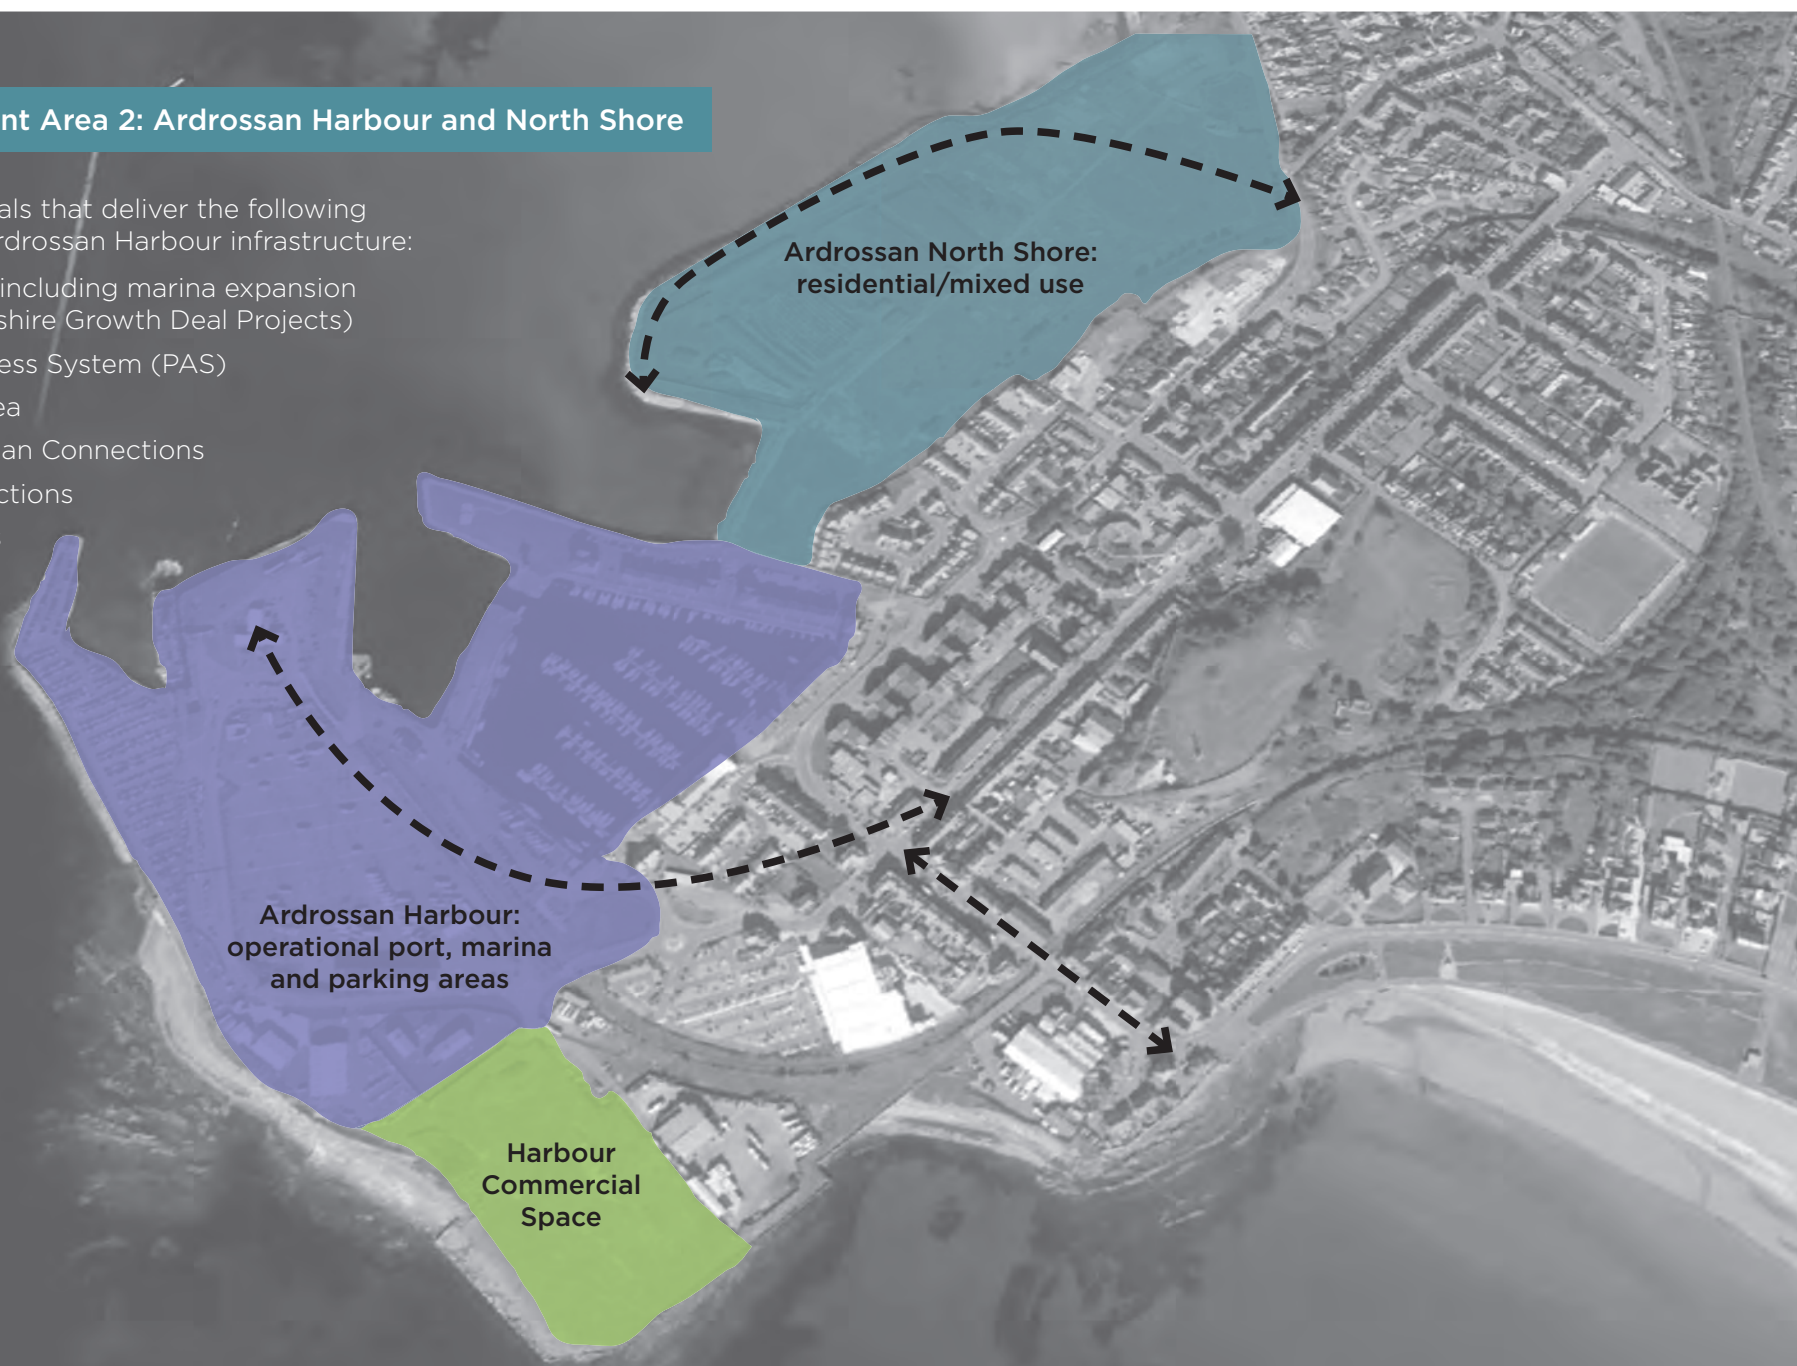 nt Area 2: Ardrossan Harbour and North Shore
als that deliver the following
rdrossan Harbour infrastructure:
including marina expansion
shire Growth Deal Projects)
ess System (PAS)
ea
an Connections
ctions
Ardrossan North Shore:
residential/mixed use
Ardrossan Harbour:
operational port, marina
and parking areas
Harbour
Commercial
Space